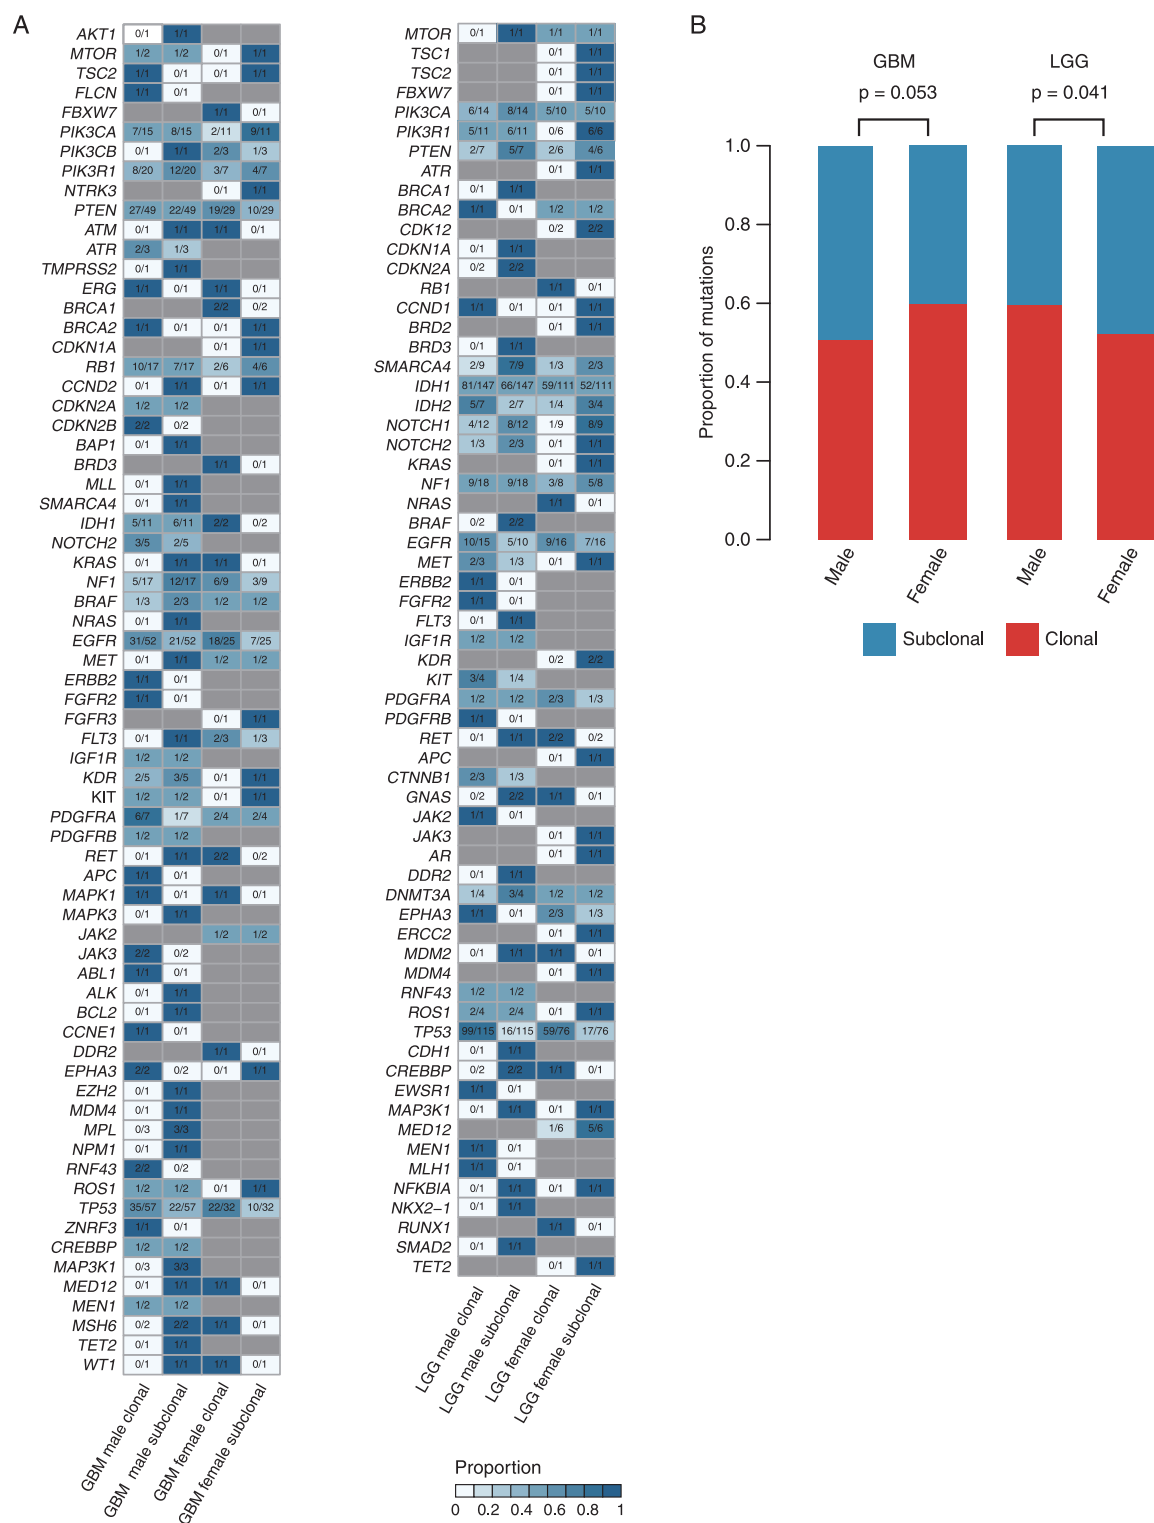 A
AKT1 0/1 1/1
MTOR 1/2 1/2 0/1 1/1
TSC2 1/1 0/1 0/1 1/1
FLCN 1/1 0/1
FBXW7 1/1 0/1
PIK3CA 7/15 8/15 2/11 9/11
PIK3CB 0/1 1/1 2/3 1/3
PIK3R1 8/20 12/20 3/7 4/7
NTRK3 0/1 1/1
PTEN 27/49 22/49 19/29 10/29
ATM 0/1 1/1 1/1 0/1
ATR 2/3 1/3
TMPRSS2 0/1 1/1
ERG 1/1 0/1 1/1 0/1
BRCA1 2/2 0/2
BRCA2 1/1 0/1 0/1 1/1
CDKN1A 0/1 1/1
RB1 10/17 7/17 2/6 4/6
CCND2 0/1 1/1 0/1 1/1
CDKN2A 1/2 1/2
CDKN2B 2/2 0/2
BAP1 0/1 1/1
BRD3 1/1 0/1
MLL 0/1 1/1
SMARCA4 0/1 1/1
IDH1 5/11 6/11 2/2 0/2
NOTCH2 3/5 2/5
KRAS 0/1 1/1 1/1 0/1
NF1 5/17 12/17 6/9 3/9
BRAF 1/3 2/3 1/2 1/2
NRAS 0/1 1/1
EGFR 31/52 21/52 18/25 7/25
MET 0/1 1/1 1/2 1/2
ERBB2 1/1 0/1
FGFR2 1/1 0/1
FGFR3 0/1 1/1
FLT3 0/1 1/1 2/3 1/3
IGF1R 1/2 1/2
KDR 2/5 3/5 0/1 1/1
KIT 1/2 1/2 0/1 1/1
PDGFRA 6/7 1/7 2/4 2/4
PDGFRB 1/2 1/2
RET 0/1 1/1 2/2 0/2
APC 1/1 0/1
MAPK1 1/1 0/1 1/1 0/1
MAPK3 0/1 1/1
JAK2 1/2 1/2
JAK3 2/2 0/2
ABL1 1/1 0/1
ALK 0/1 1/1
BCL2 0/1 1/1
CCNE1 1/1 0/1
DDR2 1/1 0/1
EPHA3 2/2 0/2 0/1 1/1
EZH2 0/1 1/1
MDM4 0/1 1/1
MPL 0/3 3/3
NPM1 0/1 1/1
RNF43 2/2 0/2
ROS1 1/2 1/2 0/1 1/1
TP53 35/57 22/57 22/32 10/32
ZNRF3 1/1 0/1
CREBBP 1/2 1/2
MAP3K1 0/3 3/3
MED12 0/1 1/1 1/1 0/1
MEN1 1/2 1/2
MSH6 0/2 2/2 1/1 0/1
TET2 0/1 1/1
WT1 0/1 1/1 1/1 0/1
GBM male clonal
GBM male subclonal
GBM female clonal
GBM female subclonal
MTOR 0/1 1/1 1/1 1/1
TSC1 0/1 1/1
TSC2 0/1 1/1
FBXW7 0/1 1/1
PIK3CA 6/14 8/14 5/10 5/10
PIK3R1 5/11 6/11 0/6 6/6
PTEN 2/7 5/7 2/6 4/6
ATR 0/1 1/1
BRCA1 0/1 1/1
BRCA2 1/1 0/1 1/2 1/2
CDK12 0/2 2/2
CDKN1A 0/1 1/1
CDKN2A 0/2 2/2
RB1 1/1 0/1
CCND1 1/1 0/1 0/1 1/1
BRD2 0/1 1/1
BRD3 0/1 1/1
SMARCA4 2/9 7/9 1/3 2/3
IDH1 81/147 66/147 59/111 52/111
IDH2 5/7 2/7 1/4 3/4
NOTCH1 4/12 8/12 1/9 8/9
NOTCH2 1/3 2/3 0/1 1/1
KRAS 0/1 1/1
NF1 9/18 9/18 3/8 5/8
NRAS 1/1 0/1
BRAF 0/2 2/2
EGFR 10/15 5/10 9/16 7/16
MET 2/3 1/3 0/1 1/1
ERBB2 1/1 0/1
FGFR2 1/1 0/1
FLT3 0/1 1/1
IGF1R 1/2 1/2
KDR 0/2 2/2
KIT 3/4 1/4
PDGFRA 1/2 1/2 2/3 1/3
PDGFRB 1/1 0/1
RET 0/1 1/1 2/2 0/2
APC 0/1 1/1
CTNNB1 2/3 1/3
GNAS 0/2 2/2 1/1 0/1
JAK2 1/1 0/1
JAK3 0/1 1/1
AR 0/1 1/1
DDR2 0/1 1/1
DNMT3A 1/4 3/4 1/2 1/2
EPHA3 1/1 0/1 2/3 1/3
ERCC2 0/1 1/1
MDM2 0/1 1/1 1/1 0/1
MDM4 0/1 1/1
RNF43 1/2 1/2
ROS1 2/4 2/4 0/1 1/1
TP53 99/115 16/115 59/76 17/76
CDH1 0/1 1/1
CREBBP 0/2 2/2 1/1 0/1
EWSR1 1/1 0/1
MAP3K1 0/1 1/1 0/1 1/1
MED12 1/6 5/6
MEN1 1/1 0/1
MLH1 1/1 0/1
NFKBIA 0/1 1/1 0/1 1/1
NKX2−1 0/1 1/1
RUNX1 1/1 0/1
SMAD2 0/1 1/1
TET2 0/1 1/1
LGG male clonal
LGG male subclonal
LGG female clonal
LGG female subclonal
Proportion
0 0.2 0.4 0.6 0.8 1
B
GBM LGG
p = 0.053 p = 0.041
Proportion of mutations
1.0
0.8
0.6
0.4
0.2
0.0
Male Female Male Female
Subclonal Clonal